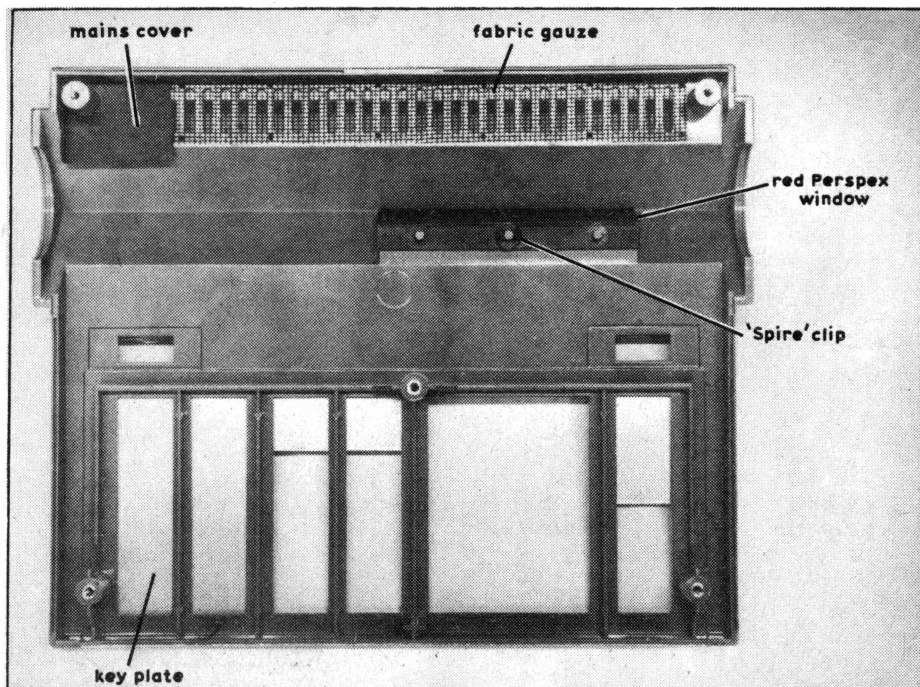 mains cover
fabric gauze
red Perspex
window
'Spire' clip
key plate